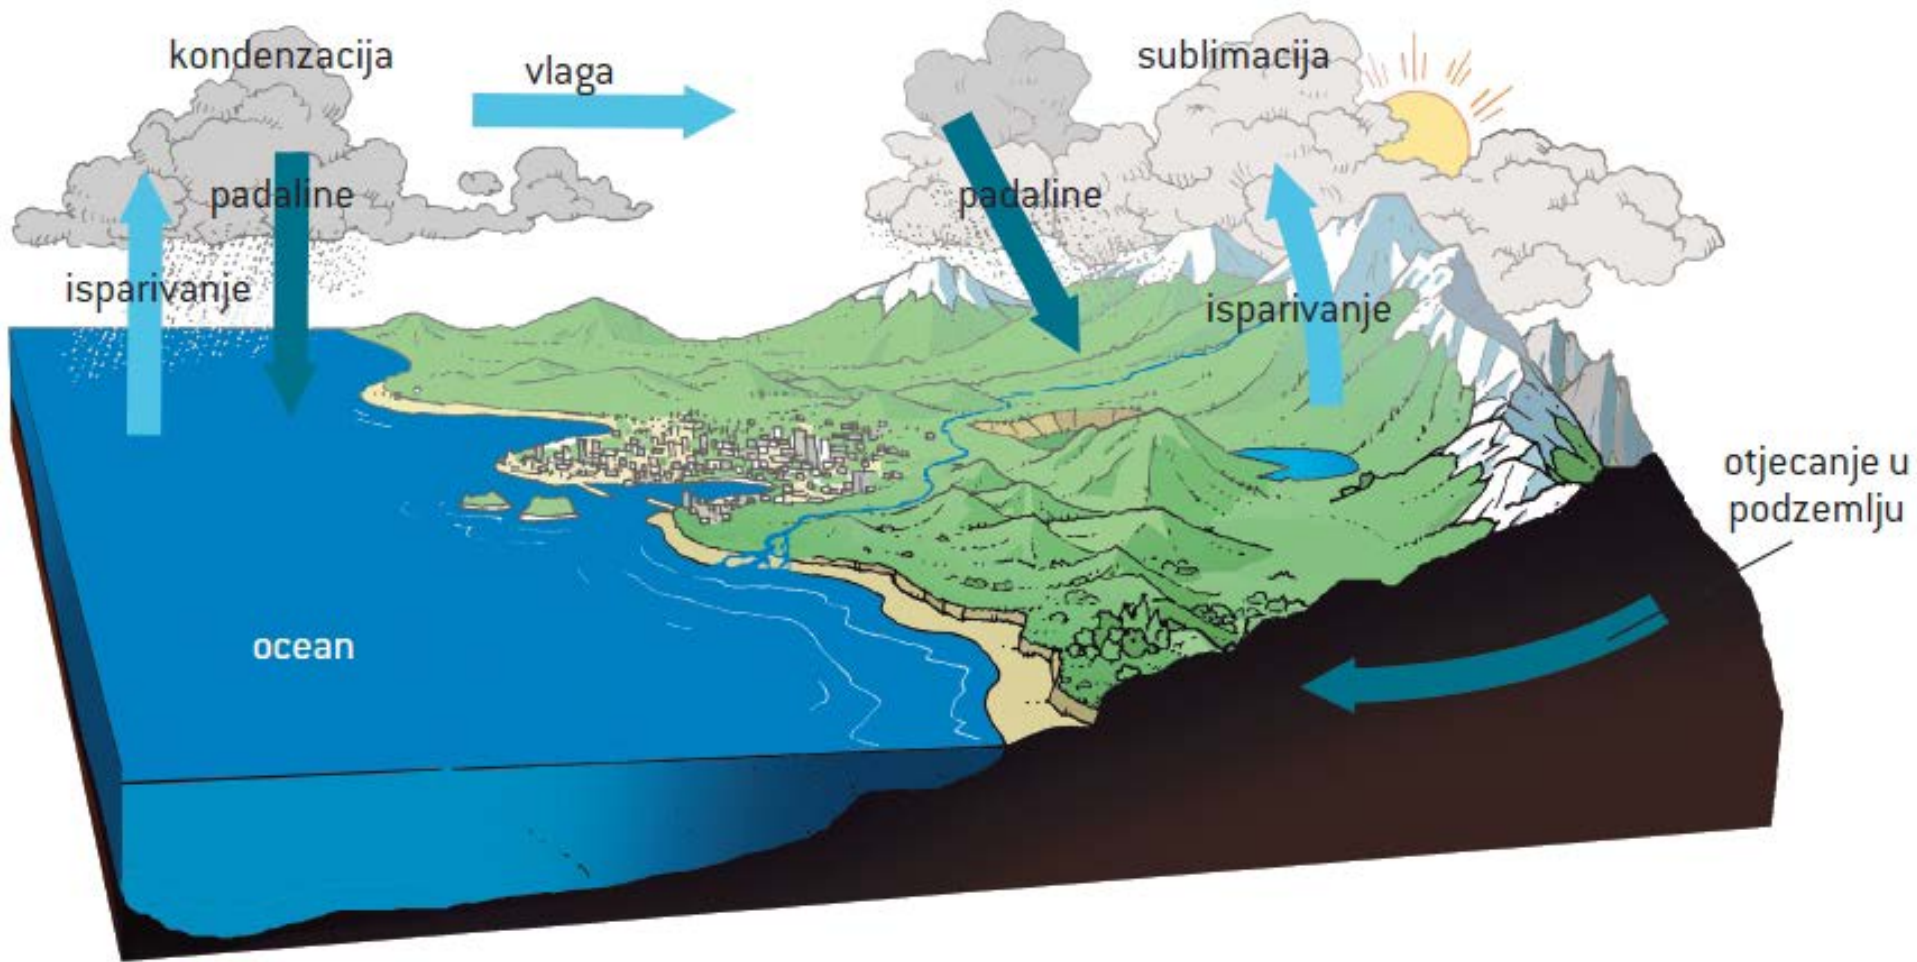 kondenzacija
vlaga
sublimacija
padaline
padaline
isparivanje
isparivanje
otjecanje u
podzemlju
ocean